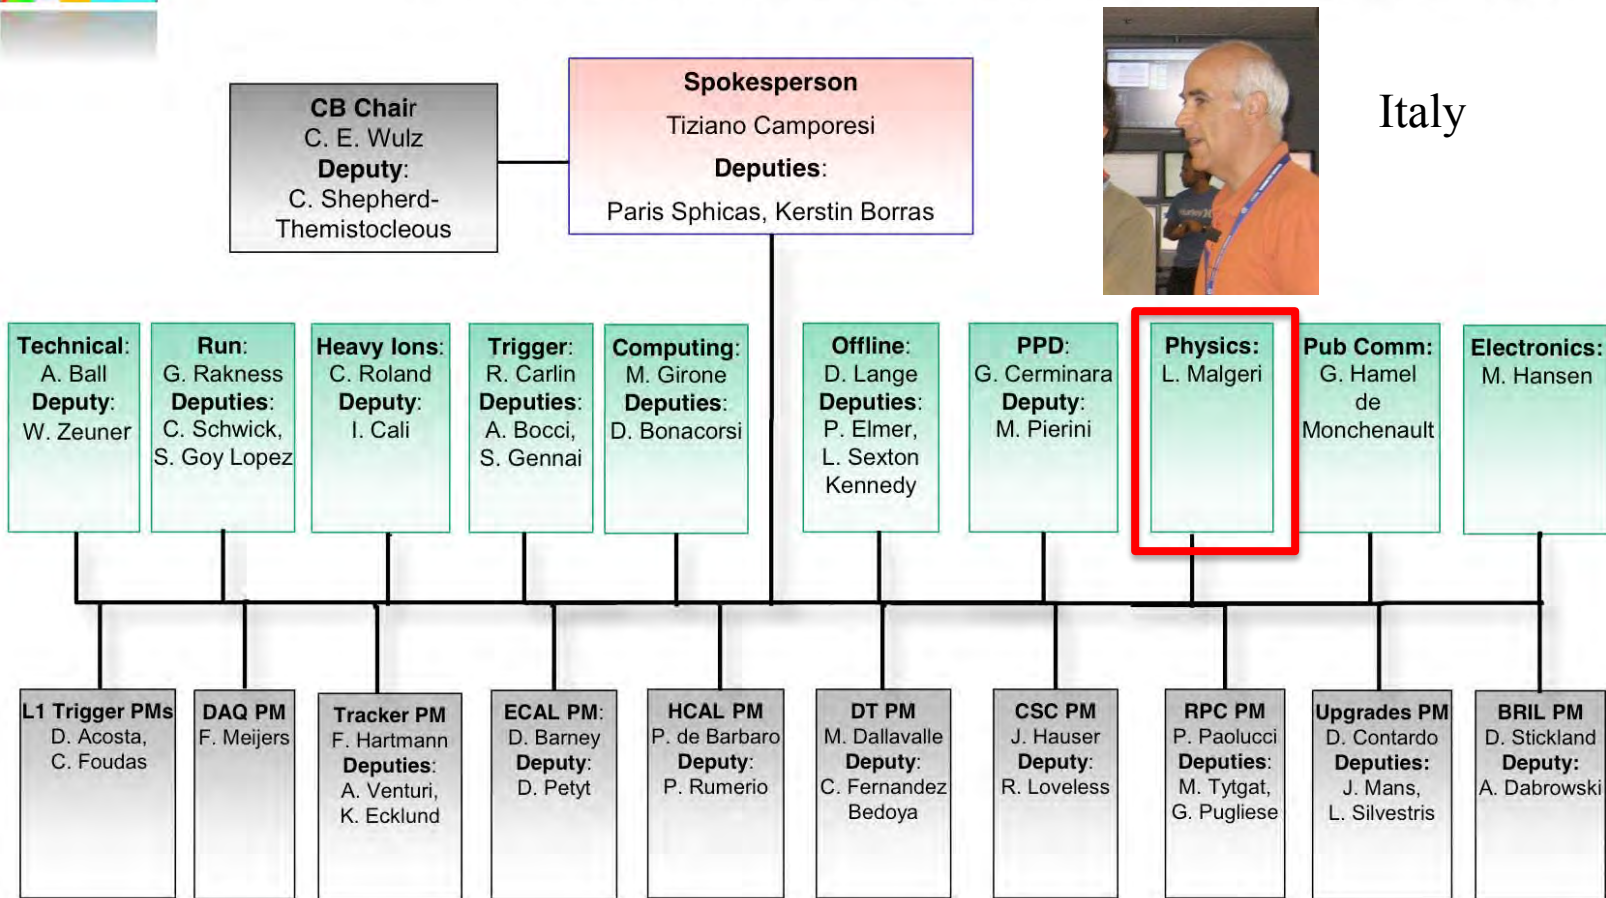 CB Chair
C. E. Wulz
Deputy:
C. Shepherd-
Themistocleous
Spokesperson
Tiziano Camporesi
Deputies:
Paris Sphicas, Kerstin Borras
Italy
Technical:
A. Ball
Deputy:
W. Zeuner
Run:
G. Rakness
Deputies:
C. Schwick,
S. Goy Lopez
Heavy Ions:
C. Roland
Deputy:
I. Cali
Trigger:
R. Carlin
Deputies:
A. Bocci,
S. Gennai
Computing:
M. Girone
Deputies:
D. Bonacorsi
Offline:
D. Lange
Deputies:
P. Elmer,
L. Sexton
Kennedy
PPD:
G. Cerminara
Deputy:
M. Pierini
Physics:
L. Malgeri
Pub Comm:
G. Hamel
de
Monchenault
Electronics:
M. Hansen
L1 Trigger PMs
D. Acosta,
C. Foudas
DAQ PM
F. Meijers
Tracker PM
F. Hartmann
Deputies:
A. Venturi,
K. Ecklund
ECAL PM:
D. Barney
Deputy:
D. Petyt
HCAL PM
P. de Barbaro
Deputy:
P. Rumerio
DT PM
M. Dallavalle
Deputy:
C. Fernandez
Bedoya
CSC PM
J. Hauser
Deputy:
R. Loveless
RPC PM
P. Paolucci
Deputies:
M. Tytgat,
G. Pugliese
Upgrades PM
D. Contardo
Deputies:
J. Mans,
L. Silvestris
BRIL PM
D. Stickland
Deputy:
A. Dabrowski